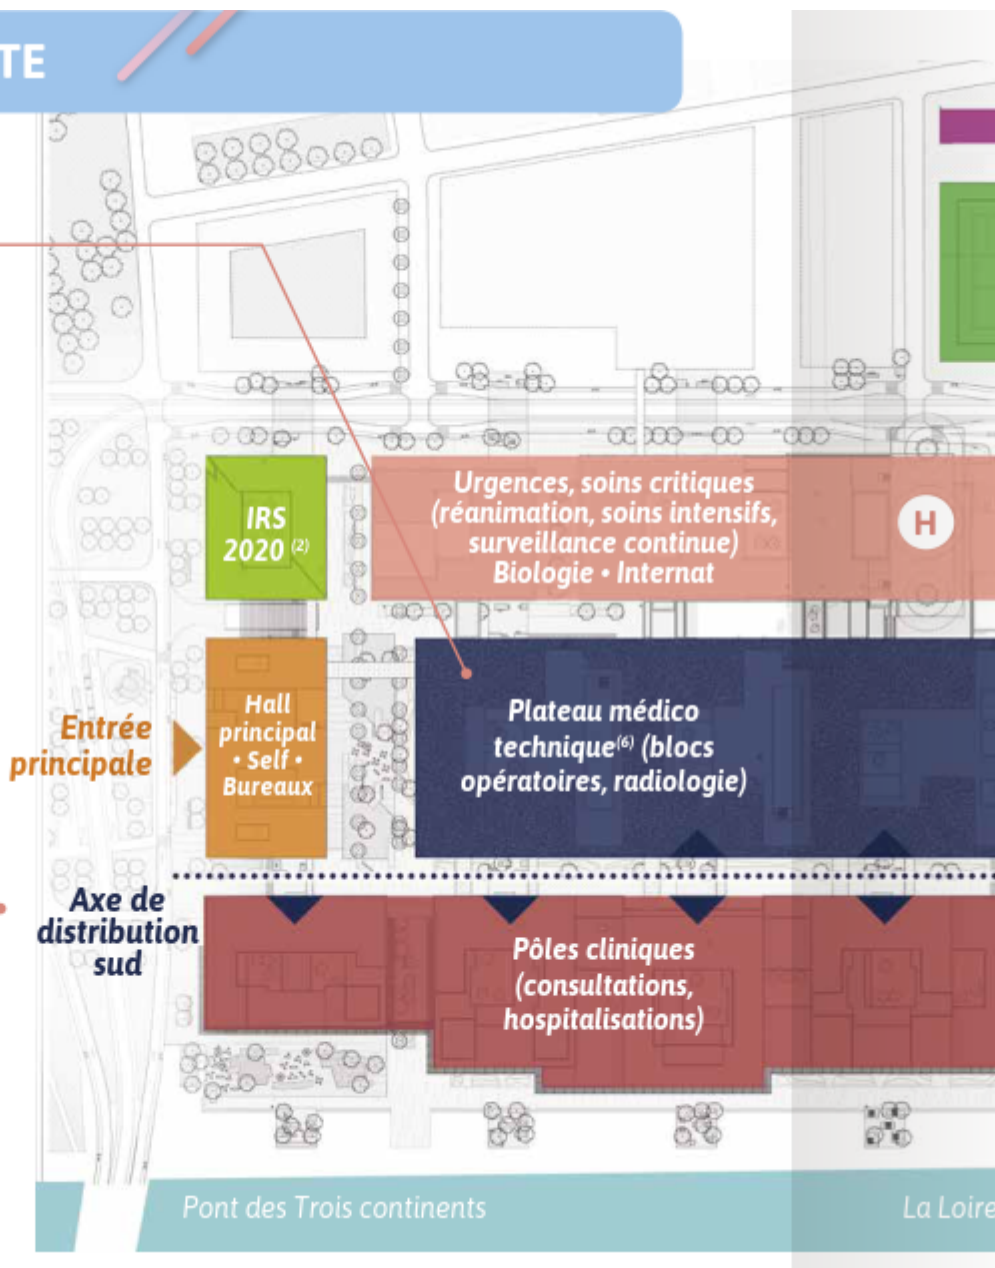 TE
Urgences, soins critiques
(réanimation, soins intensifs,
surveillance continue)
Biologie • Internat
H
IRS
2020 (2)
Entrée
principale
Hall
principal
• Self •
Bureaux
Plateau médico
technique(6) (blocs
opératoires, radiologie)
Axe de
distribution
sud
Pôles cliniques
(consultations,
hospitalisations)
Pont des Trois continents
La Loire